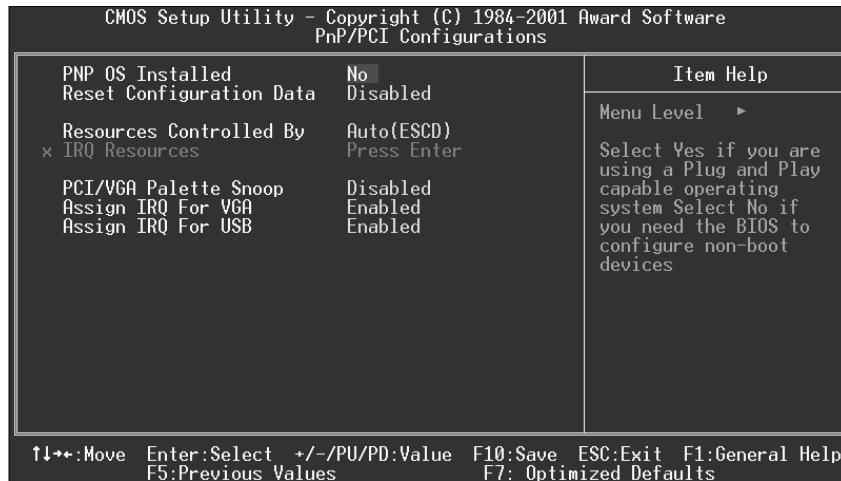 CMOS Setup Utility – Copyright (C) 1984-2001 Award Software
PnP/PCI Configurations
PNP OS Installed No
Reset Configuration Data Disabled
Resources Controlled By Auto(ESCD)
x IRQ Resources Press Enter
PCI/VGA Palette Snoop Disabled
Assign IRQ For VGA Enabled
Assign IRQ For USB Enabled
Item Help
Menu Level ►
Select Yes if you are
using a Plug and Play
capable operating
system Select No if
you need the BIOS to
configure non-boot
devices
↑↓→←:Move Enter:Select +/-/PU/PD:Value F10:Save ESC:Exit F1:General Help
F5:Previous Values F7: Optimized Defaults